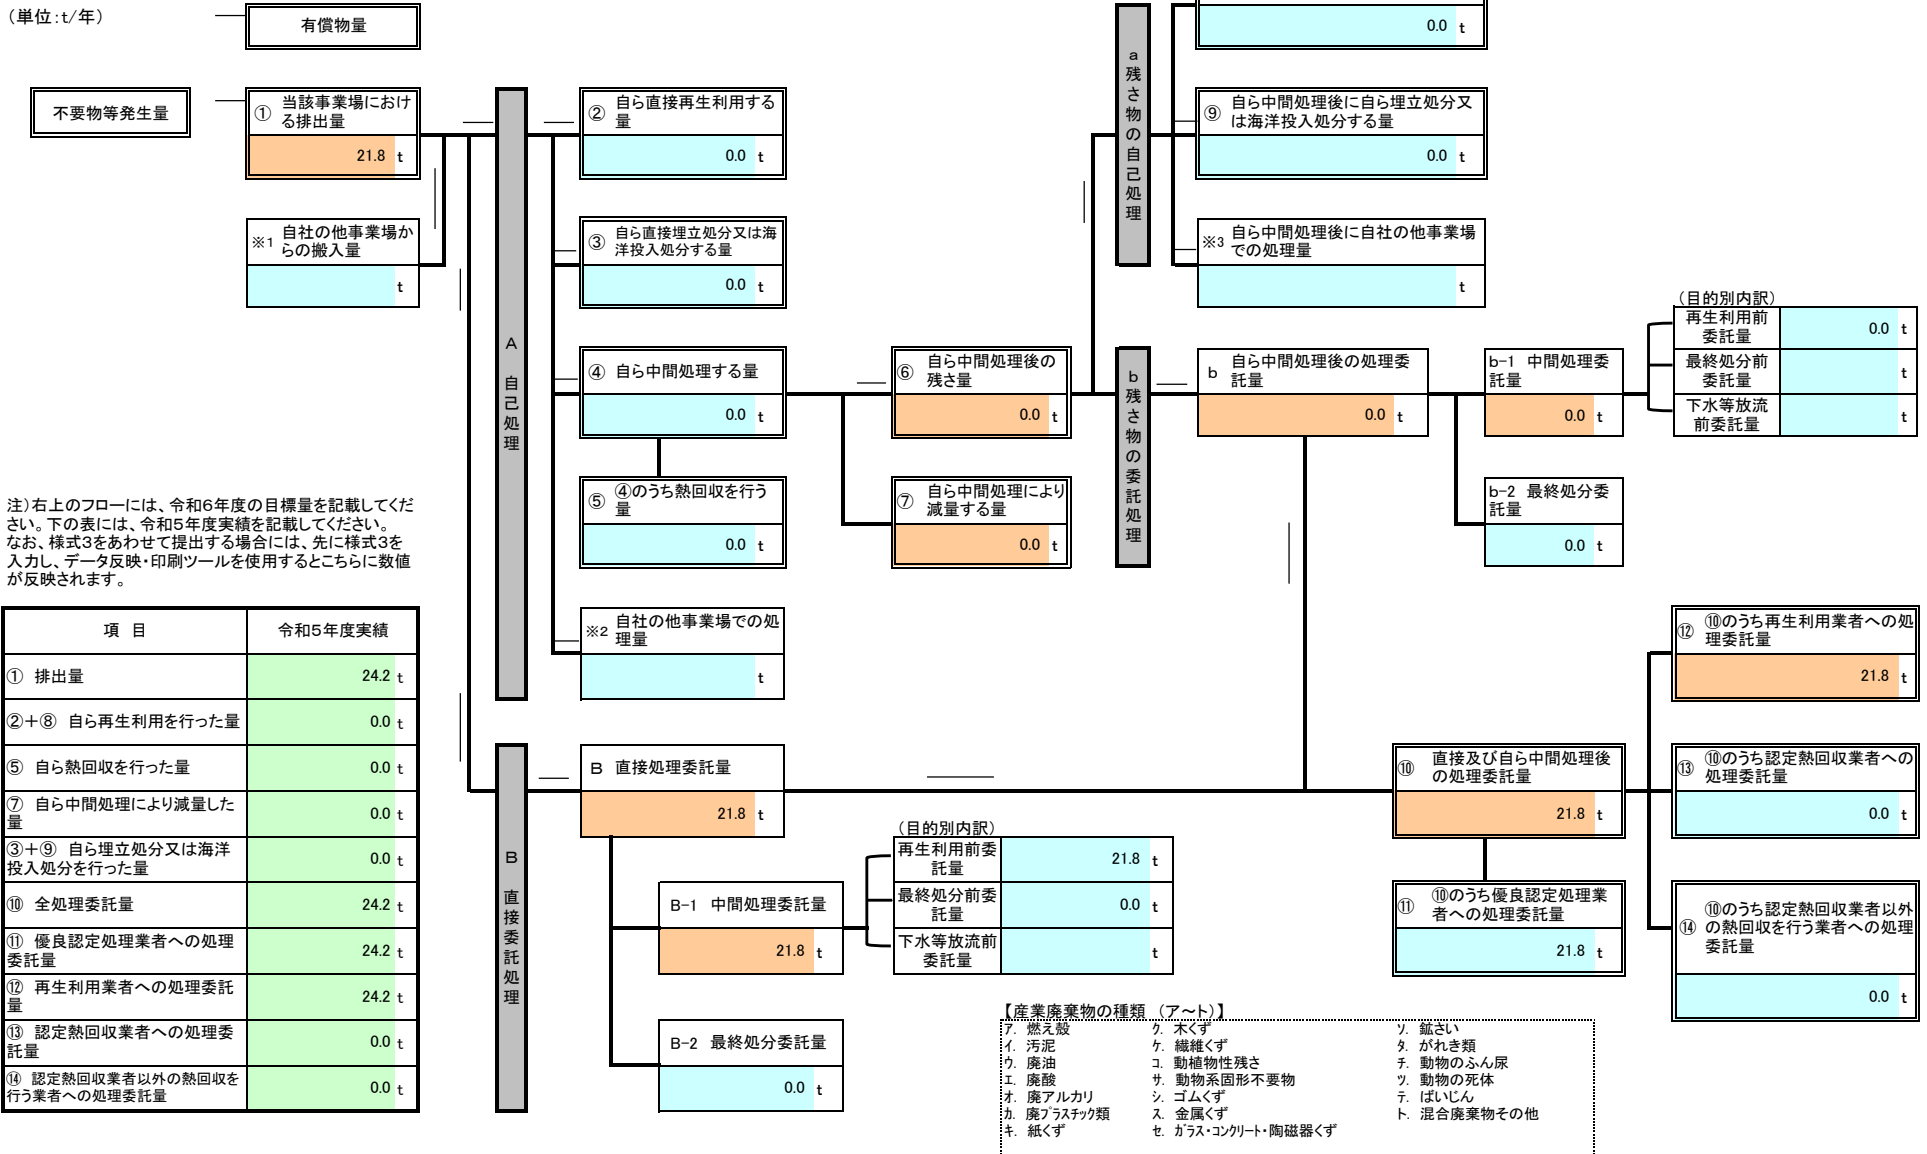 （単位：t/年）
有償物量
0.0 t
不要物等発生量
① 当該事業場におけ
る排出量
21.8 t
② 自ら直接再生利用する
量
0.0 t
⑨ 自ら中間処理後に自ら埋立処分又
は海洋投入処分する量
0.0 t
a 残さ物の自己処理
※1 自社の他事業場か
らの搬入量
t
③ 自ら直接埋立処分又は海
洋投入処分する量
0.0 t
※3 自ら中間処理後に自社の他事業場
での処理量
t
A 自己処理
④ 自ら中間処理する量
0.0 t
⑥ 自ら中間処理後の
残さ量
0.0 t
b 残さ物の委託処理
b 自ら中間処理後の処理委
託量
0.0 t
b-1 中間処理委
託量
0.0 t
（目的別内訳）
再生利用前
委託量
0.0 t
最終処分前
委託量
t
下水等放流
前委託量
t
⑤ ④のうち熱回収を行う
量
0.0 t
⑦ 自ら中間処理により
減量する量
0.0 t
b-2 最終処分委
託量
0.0 t
注）右上のフローには、令和６年度の目標量を記載してくだ
さい。下の表には、令和５年度実績を記載してください。
なお、様式３をあわせて提出する場合には、先に様式３を
入力し、データ反映・印刷ツールを使用するとこちらに数値
が反映されます。
項 目 令和５年度実績
① 排出量 24.2 t
②＋⑧ 自ら再生利用を行った量 0.0 t
⑤ 自ら熱回収を行った量 0.0 t
⑦ 自ら中間処理により減量した
量 0.0 t
③＋⑨ 自ら埋立処分又は海洋
投入処分を行った量 0.0 t
⑩ 全処理委託量 24.2 t
⑪ 優良認定処理業者への処理
委託量 24.2 t
⑫ 再生利用業者への処理委託
量 24.2 t
⑬ 認定熱回収業者への処理委
託量 0.0 t
⑭ 認定熱回収業者以外の熱回収を
行う業者への処理委託量 0.0 t
※2 自社の他事業場での処
理量
t
B 直接委託処理
B 直接処理委託量
21.8 t
B-1 中間処理委託量
21.8 t
（目的別内訳）
再生利用前委
託量
21.8 t
最終処分前委
託量
0.0 t
下水等放流前
委託量
t
B-2 最終処分委託量
0.0 t
⑩ 直接及び自ら中間処理後
の処理委託量
21.8 t
⑪ ⑩のうち優良認定処理業
者への処理委託量
21.8 t
⑫ ⑩のうち再生利用業者への処
理委託量
21.8 t
⑬ ⑩のうち認定熱回収業者への
処理委託量
0.0 t
⑭ ⑩のうち認定熱回収業者以外
の熱回収を行う業者への処理
委託量
0.0 t
【産業廃棄物の種類 （ア～ト）】
ア. 燃え殻 ク. 木くず ソ. 鉱さい
イ. 汚泥 ケ. 繊維くず タ. がれき類
ウ. 廃油 コ. 動植物性残さ チ. 動物のふん尿
エ. 廃酸 サ. 動物系固形不要物 ツ. 動物の死体
オ. 廃アルカリ シ. ゴムくず テ. ばいじん
カ. 廃プラスチック類 ス. 金属くず ト. 混合廃棄物その他
キ. 紙くず セ. ガラス・コンクリート・陶磁器くず